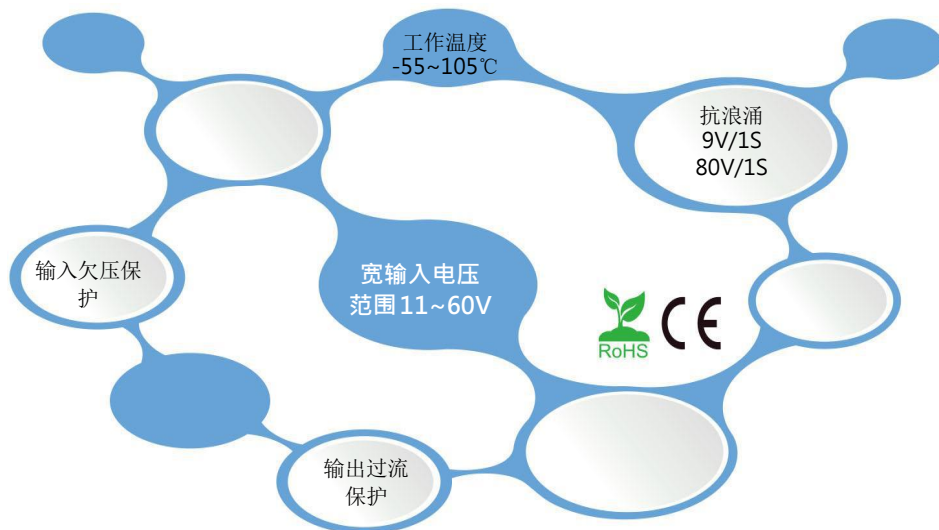 工作温度
-55~105℃
抗浪涌
9V/1S
80V/1S
输入欠压保
护
宽输入电压
范围11~60V
RoHS
CE
输出过流
保护